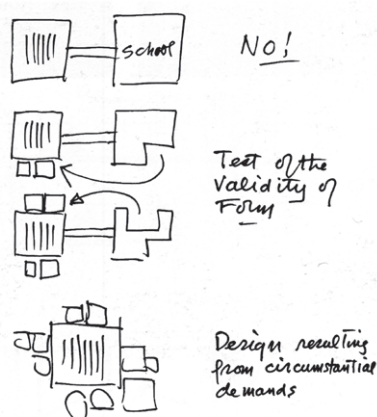 School
No!
Test of the
Validity of
Form
Design resulting
from circumstantial
demands